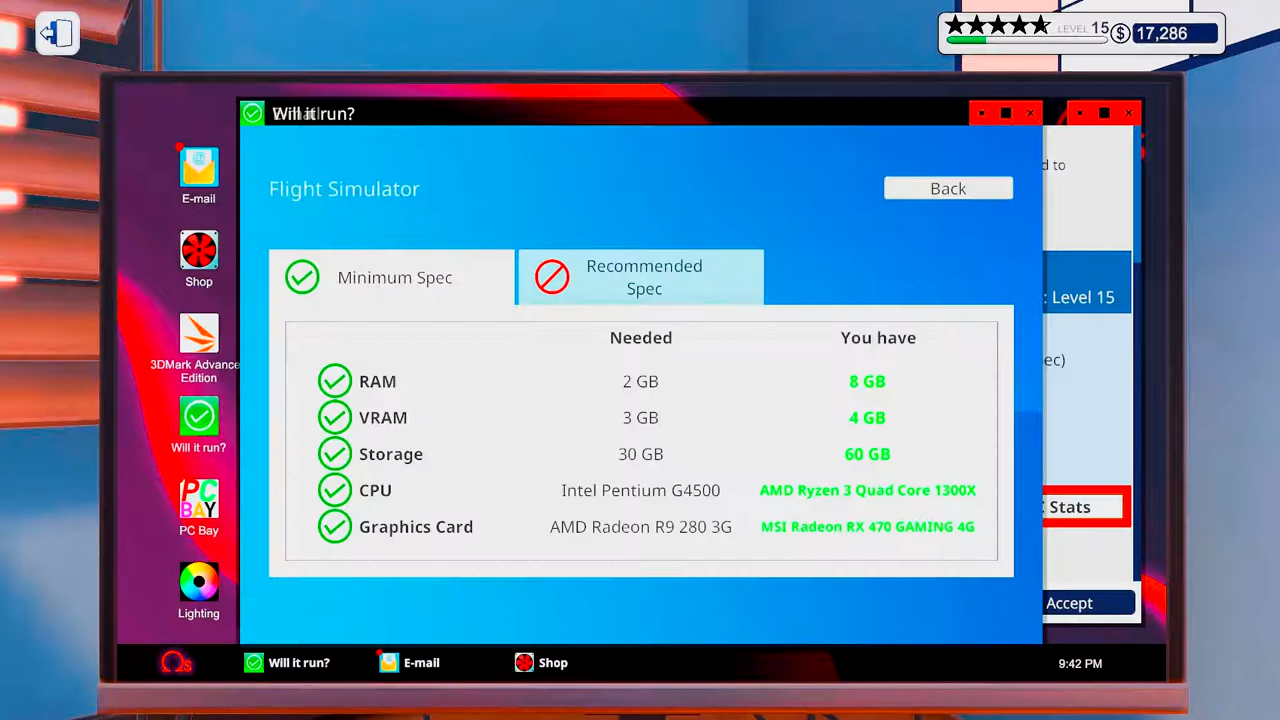 LEVEL 15
$ 17,286
Will it run?
d to
E-mail
Flight Simulator
Back
Shop
Minimum Spec
Recommended
Spec
: Level 15
Needed
You have
3DMark Advance
Edition
ec)
RAM
2 GB
8 GB
VRAM
3 GB
4 GB
Will it run?
Storage
30 GB
60 GB
CPU
Intel Pentium G4500
AMD Ryzen 3 Quad Core 1300X
PC
BAY
Stats
Graphics Card
AMD Radeon R9 280 3G
MSI Radeon RX 470 GAMING 4G
PC Bay
Lighting
Accept
Will it run?
E-mail
Shop
9:42 PM